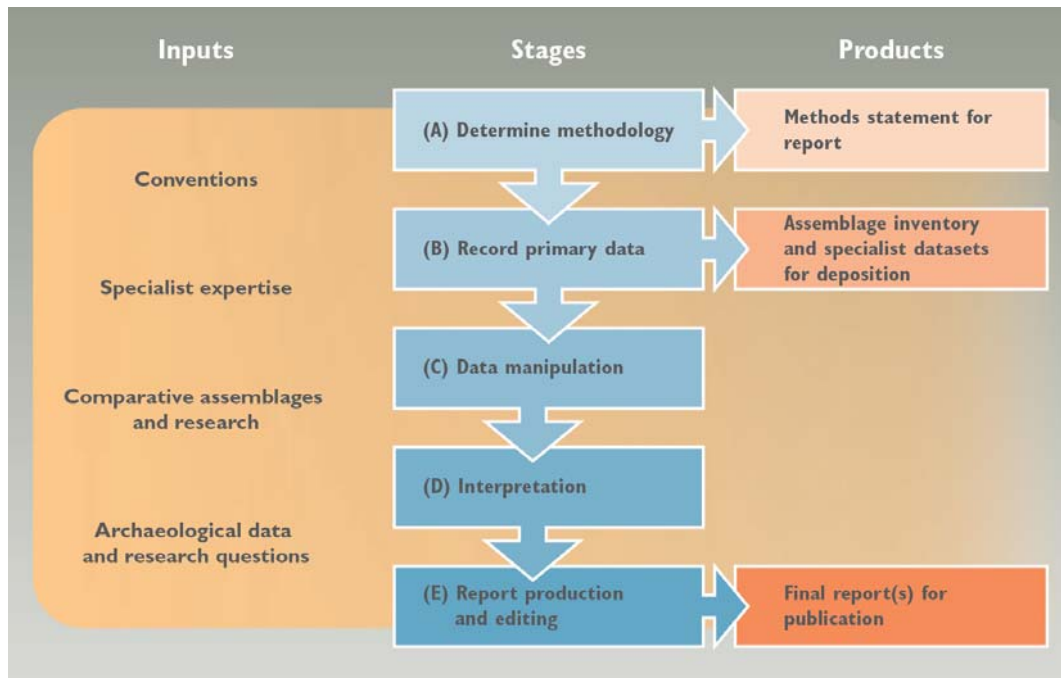 Inputs
Stages
Products
Conventions
Specialist expertise
Comparative assemblages
and research
Archaeological data
and research questions
(A) Determine methodology
(B) Record primary data
(C) Data manipulation
(D) Interpretation
(E) Report production
and editing
Methods statement for
report
Assemblage inventory
and specialist datasets
for deposition
Final report(s) for
publication